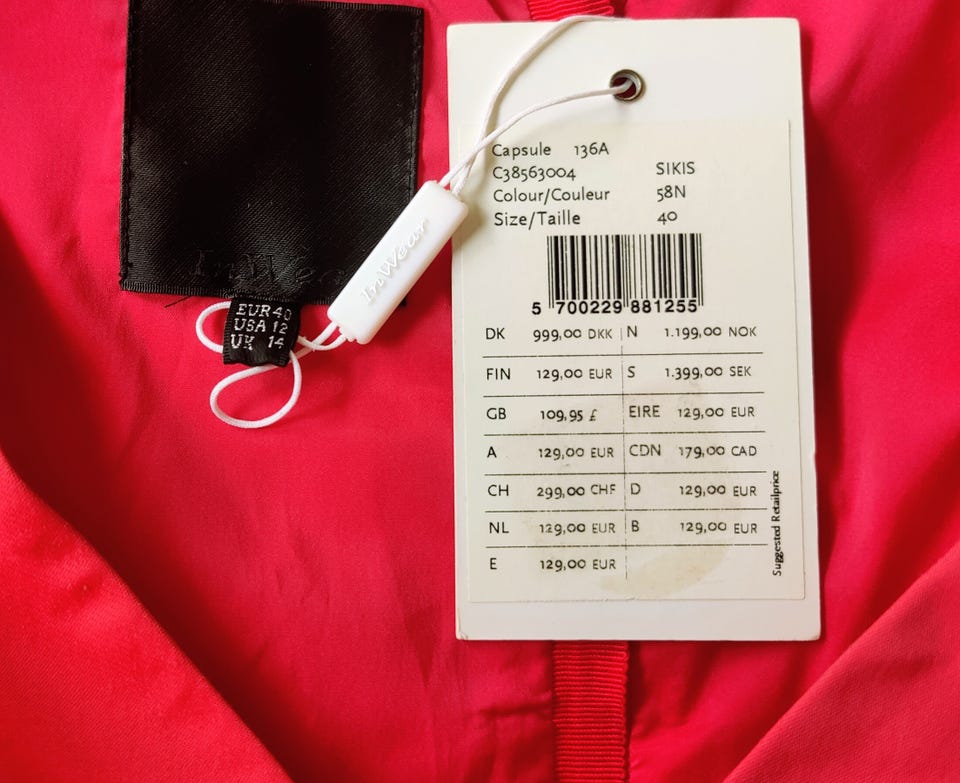 InWear
EUR 40
USA 12
UK 14
InWear
Capsule 136A
C38563004 SIKIS
Colour/Couleur 58N
Size/Taille 40
5 700229 881255
DK 999,00 DKK N 1.199,00 NOK
FIN 129,00 EUR S 1.399,00 SEK
GB 109,95 £ EIRE 129,00 EUR
A 129,00 EUR CDN 179,00 CAD
CH 299,00 CHF D 129,00 EUR
NL 129,00 EUR B 129,00 EUR
E 129,00 EUR
Suggested Retailprice